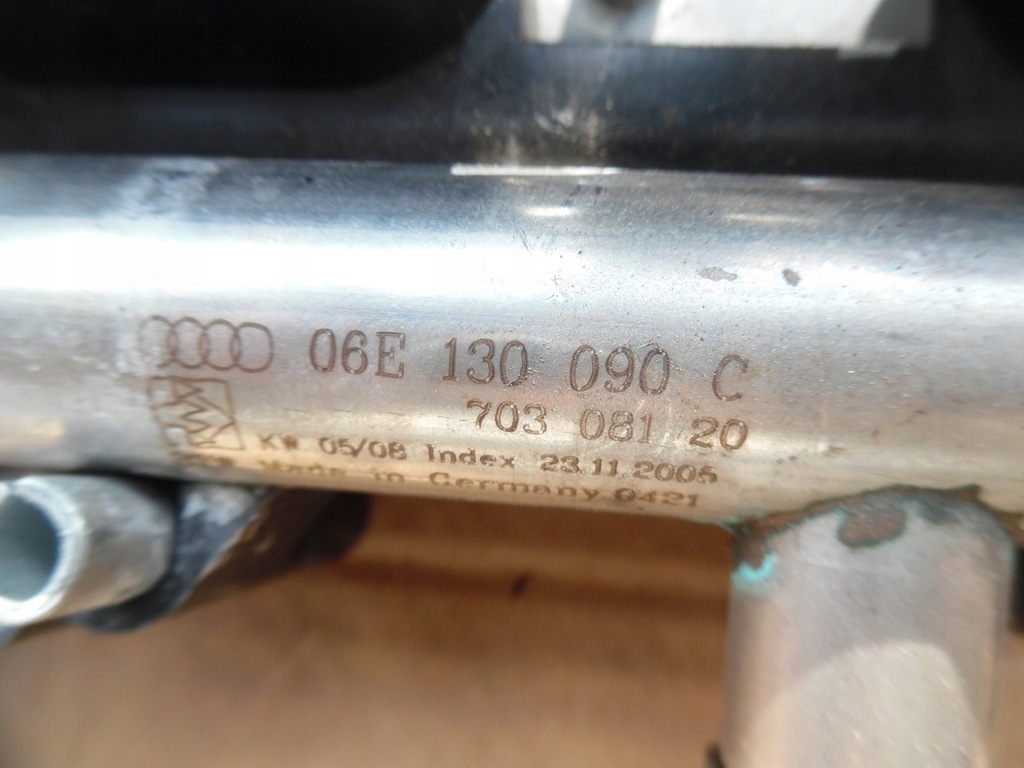 06E 130 090 C
703 081 20
KW 05/08 Index 23.11.2005
Made in Germany 0421